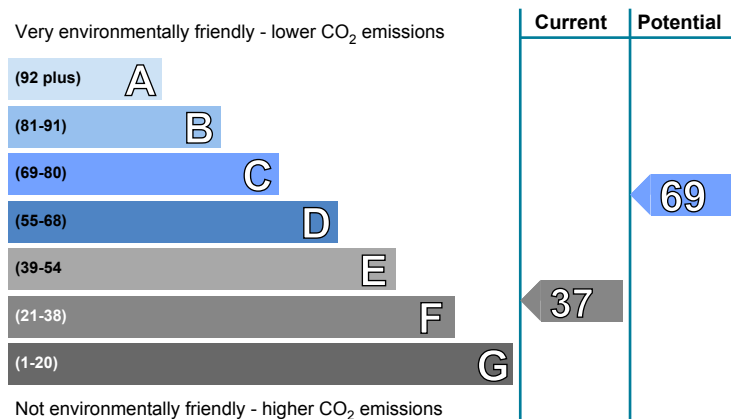 Current Potential
Very environmentally friendly - lower CO₂ emissions
(92 plus) A
(81-91) B
(69-80) C
69
(55-68) D
(39-54 E
(21-38) F
37
(1-20) G
Not environmentally friendly - higher CO₂ emissions